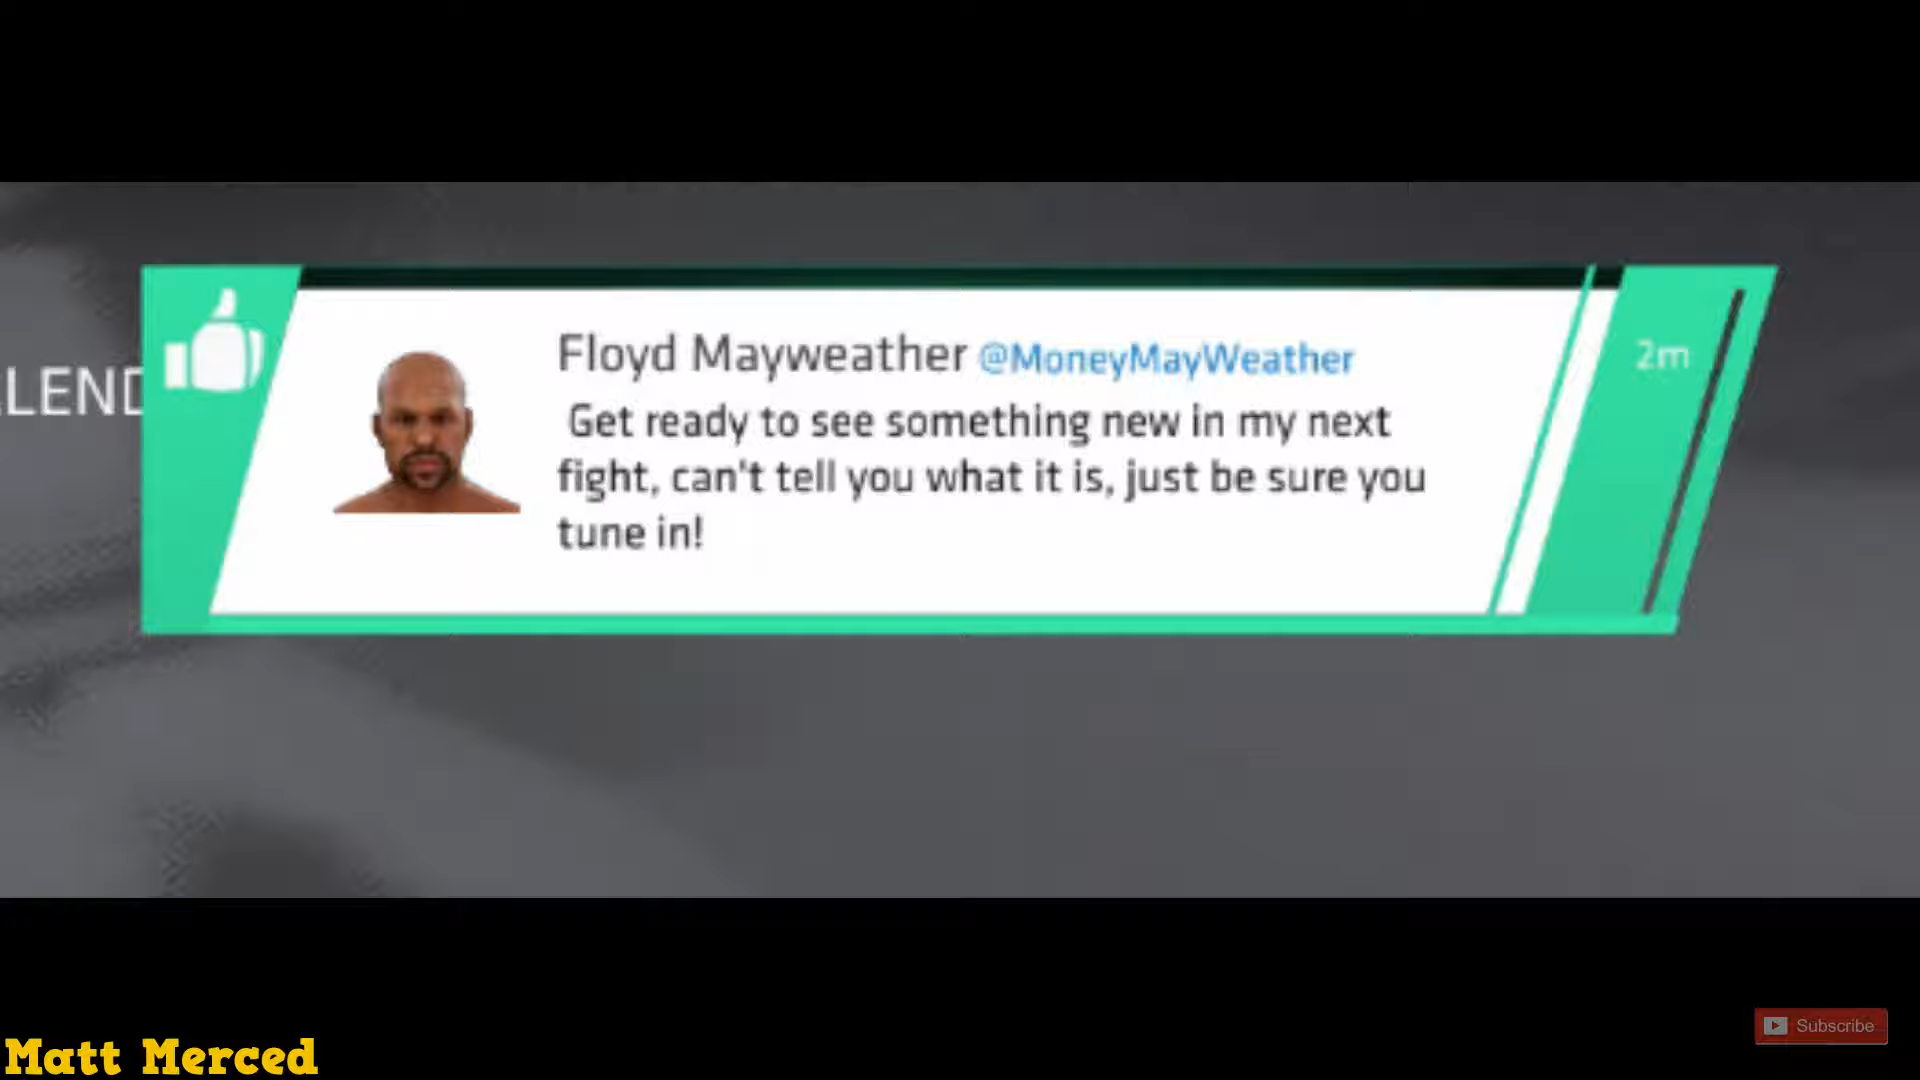 LEND
Floyd Mayweather @MoneyMayWeather
2m
Get ready to see something new in my next
fight, can't tell you what it is, just be sure you
tune in!
Subscribe
Matt Merced